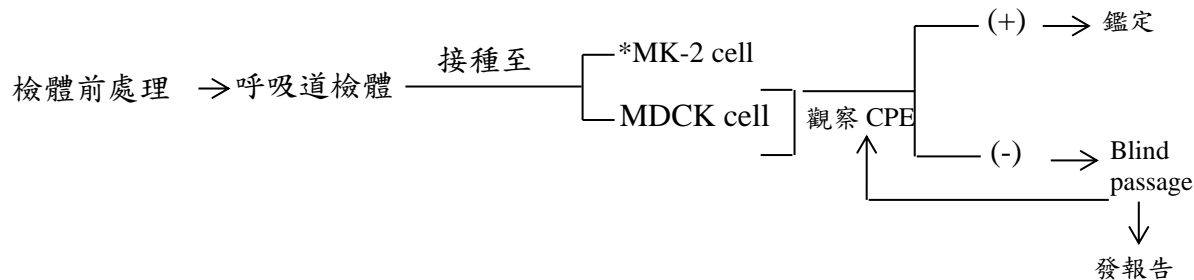 檢體前處理
呼吸道檢體
接種至
*MK-2 cell
MDCK cell
觀察 CPE
(+)
鑑定
(-)
Blind
passage
發報告